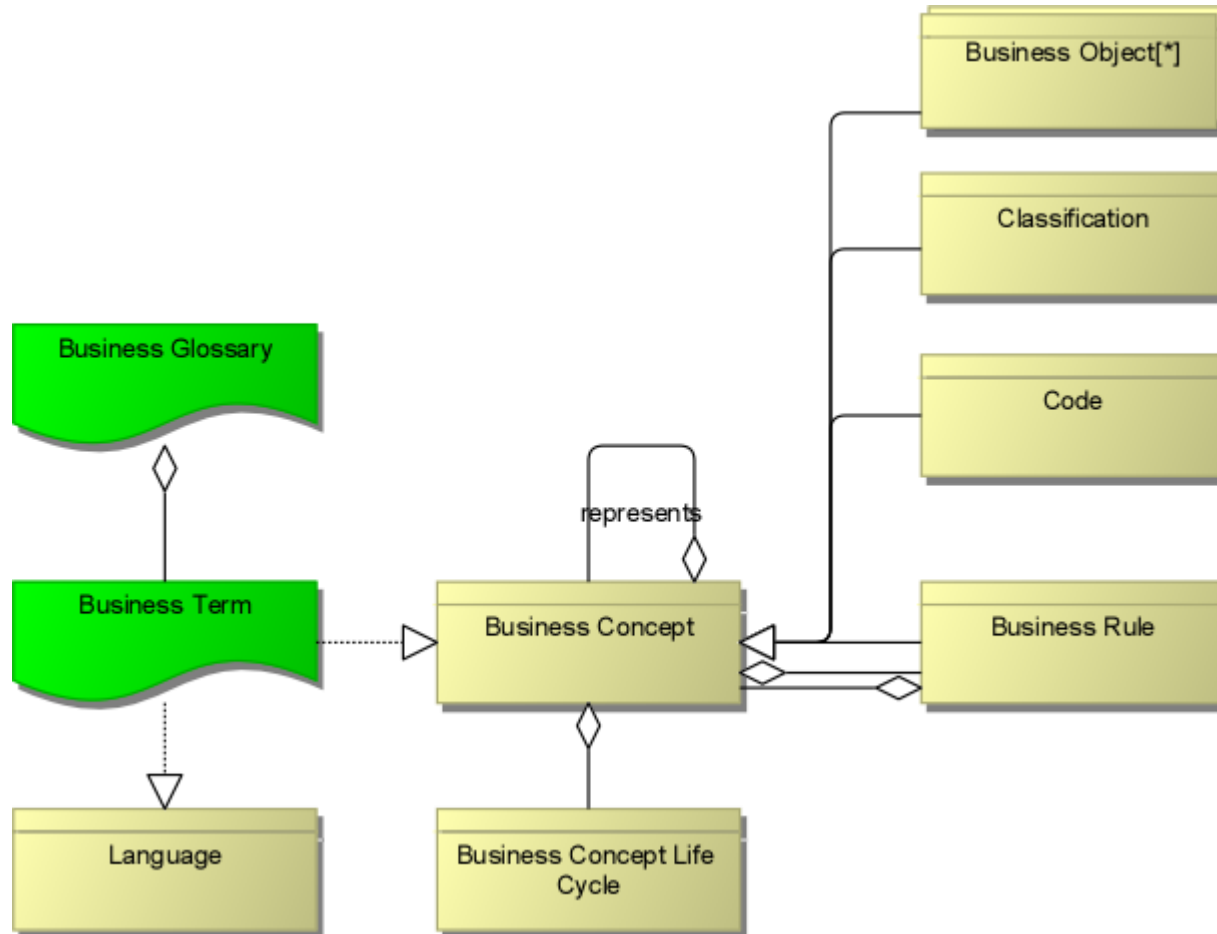 Business Object[*]
Classification
Business Glossary
Code
represents
Business Term
Business Concept
Business Rule
Language
Business Concept Life
Cycle